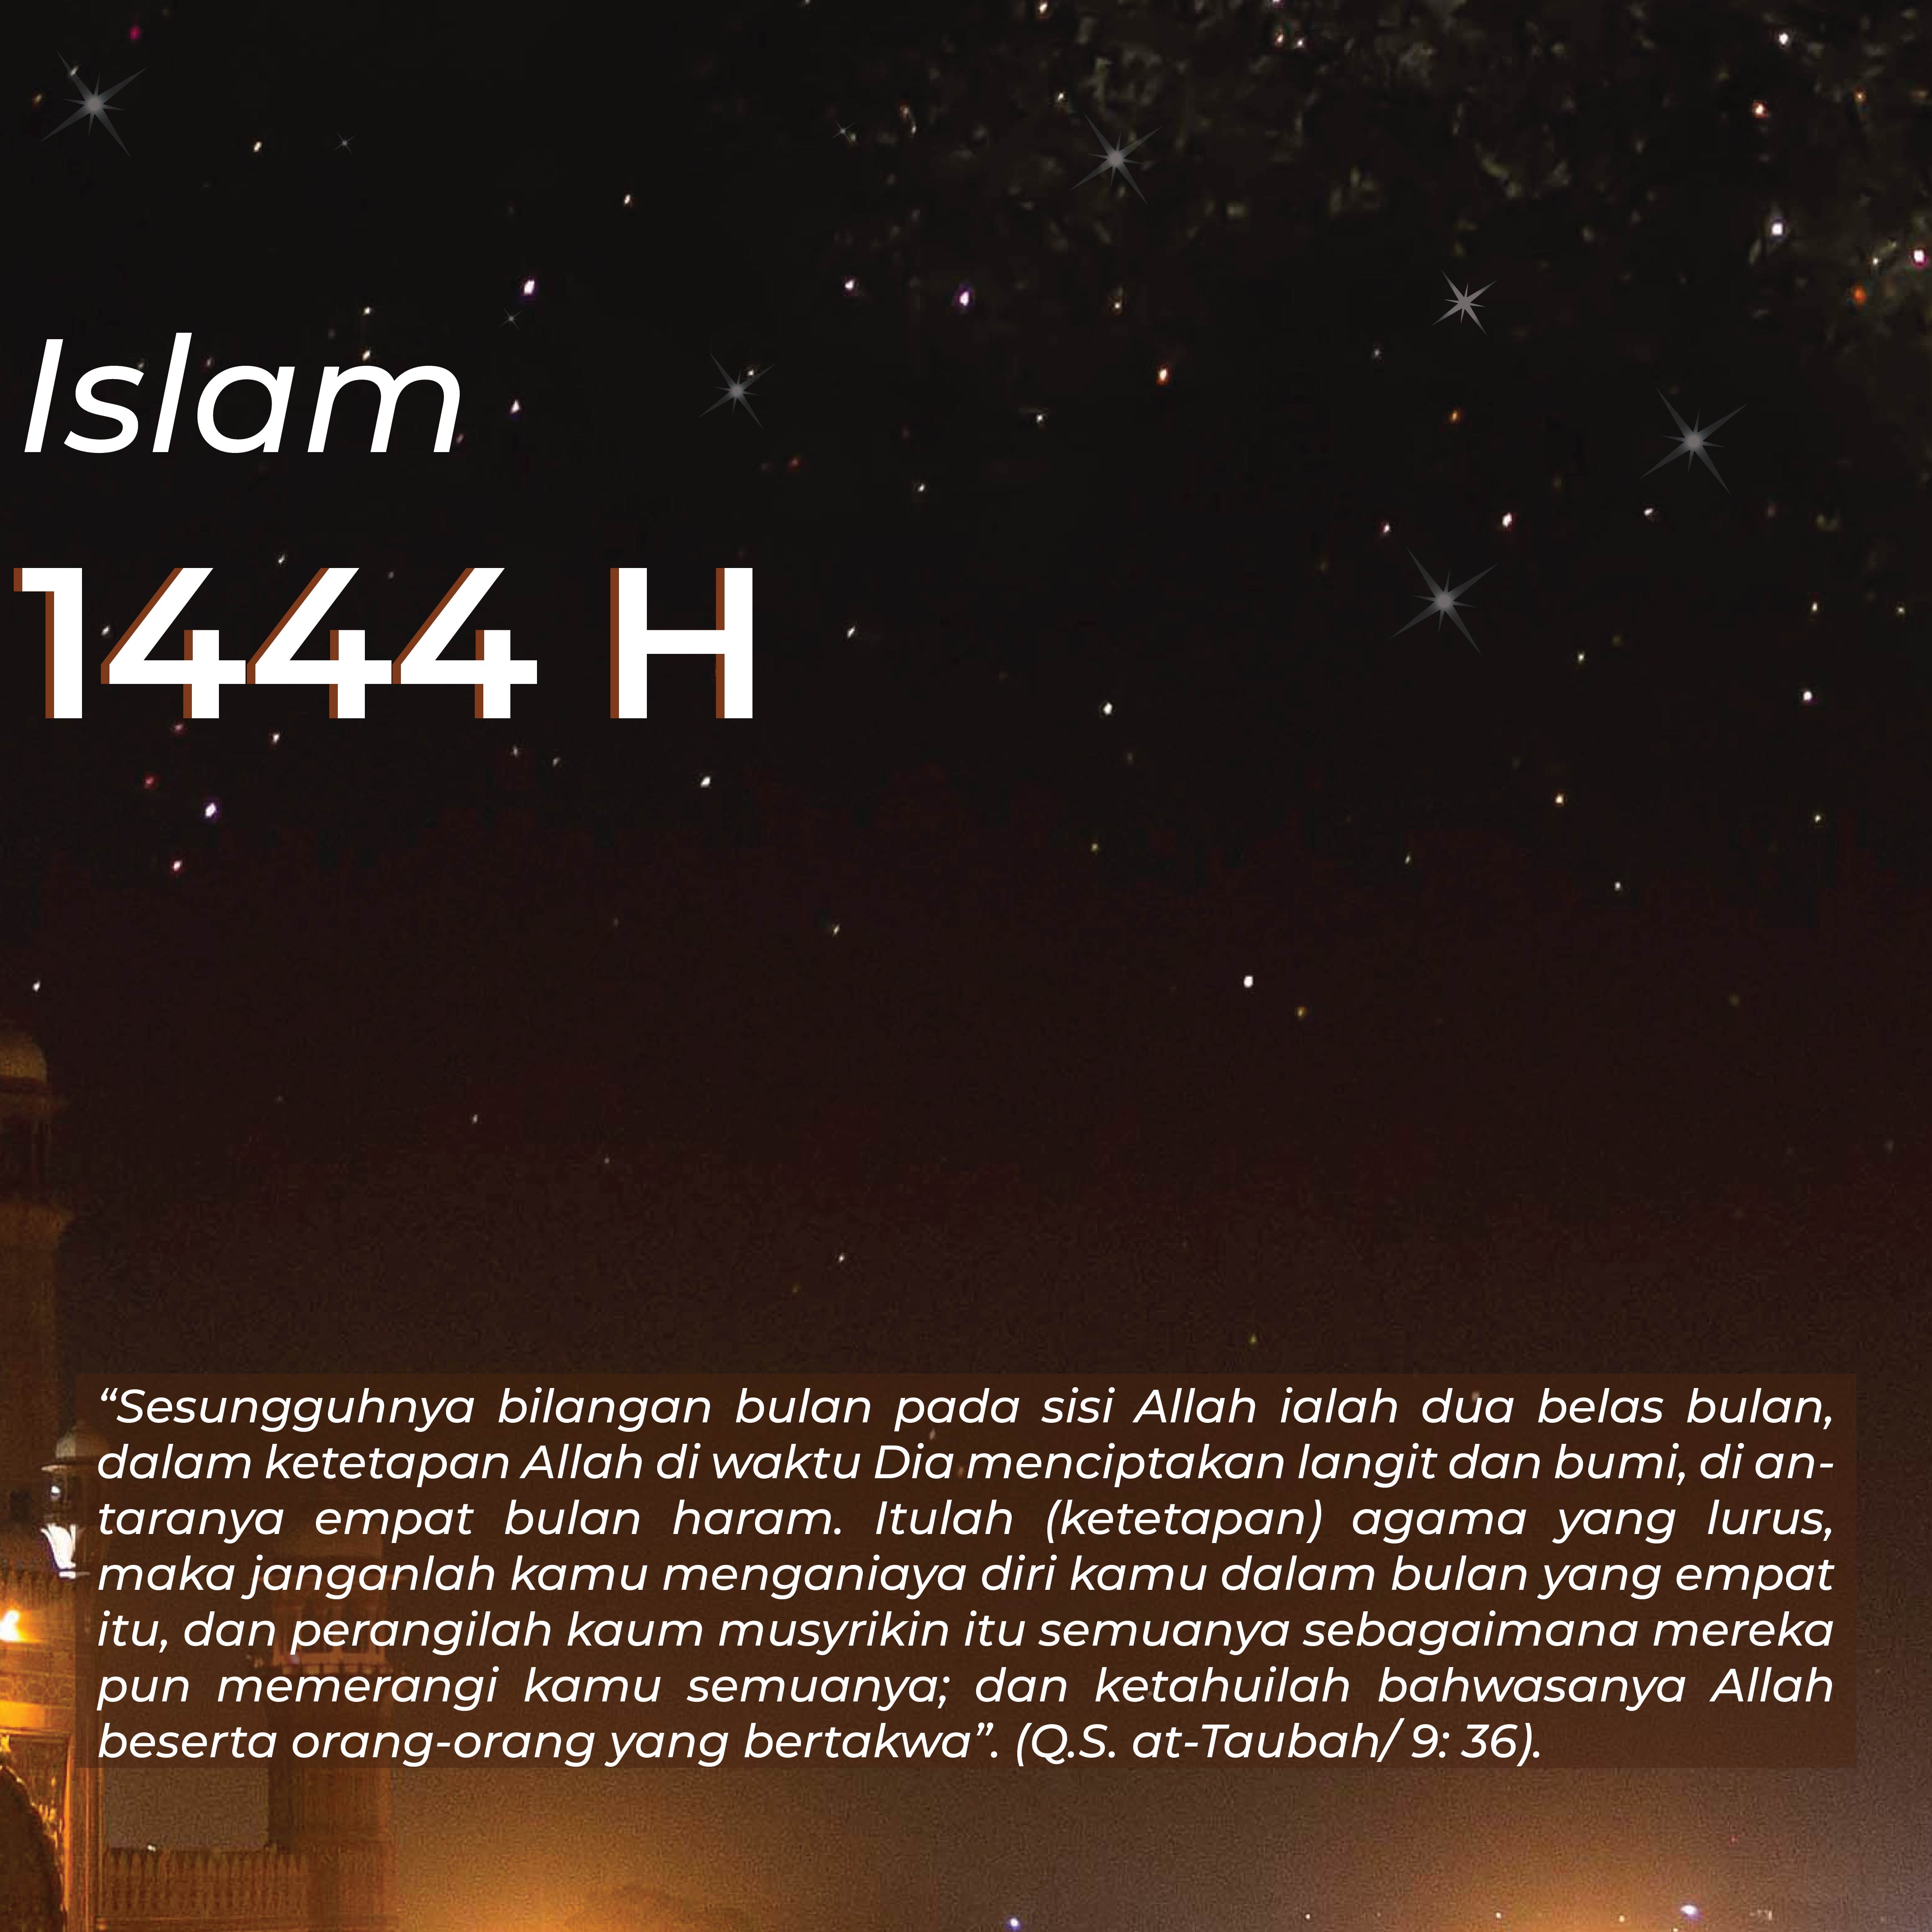 Islam
1444 H
“Sesungguhnya bilangan bulan pada sisi Allah ialah dua belas bulan,
dalam ketetapan Allah di waktu Dia menciptakan langit dan bumi, di an-
taranya empat bulan haram. Itulah (ketetapan) agama yang lurus,
maka janganlah kamu menganiaya diri kamu dalam bulan yang empat
itu, dan perangilah kaum musyrikin itu semuanya sebagaimana mereka
pun memerangi kamu semuanya; dan ketahuilah bahwasanya Allah
beserta orang-orang yang bertakwa”. (Q.S. at-Taubah/ 9: 36).